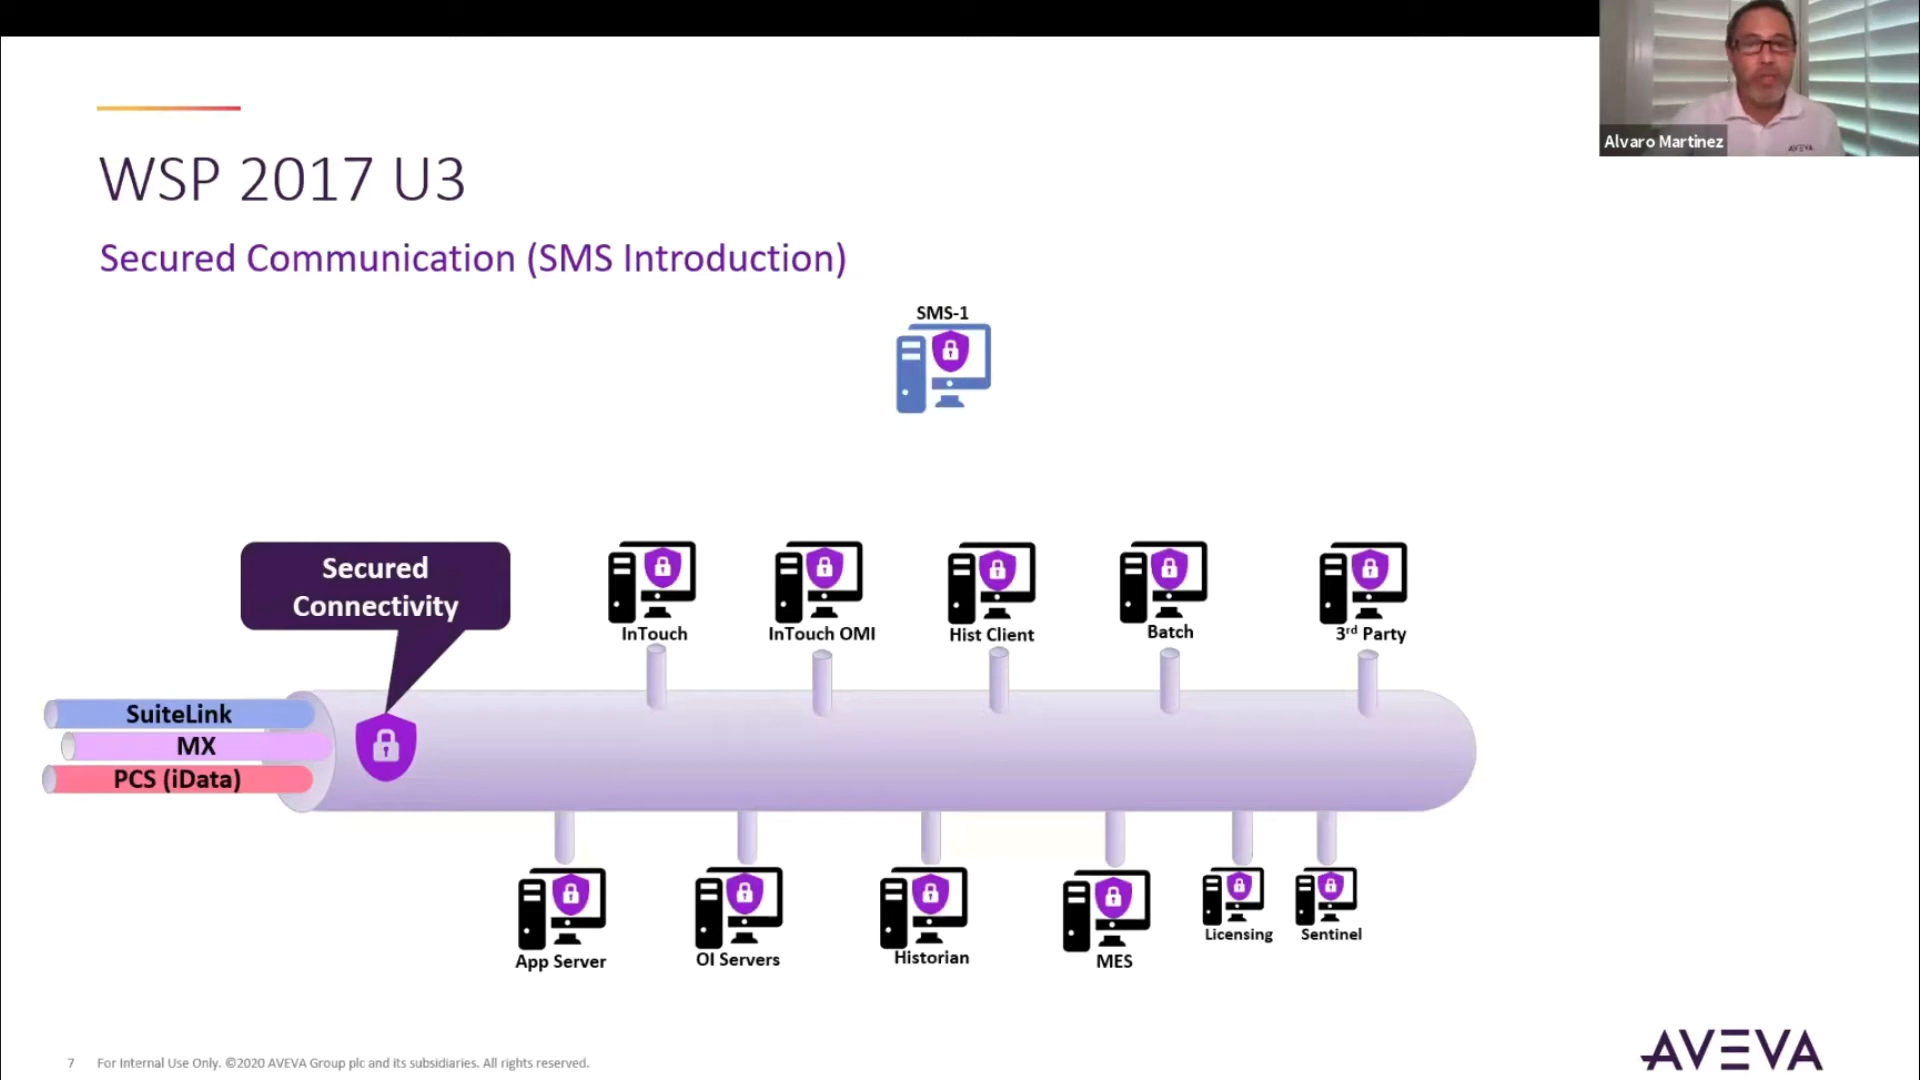 Alvaro Martinez
AVEVA
WSP 2017 U3
Secured Communication (SMS Introduction)
SMS-1
Secured
Connectivity
InTouch
InTouch OMI
Hist Client
Batch
3rd Party
SuiteLink
MX
PCS (iData)
App Server
OI Servers
Historian
MES
Licensing
Sentinel
7 For Internal Use Only. ©2020 AVEVA Group plc and its subsidiaries. All rights reserved.
AVEVA